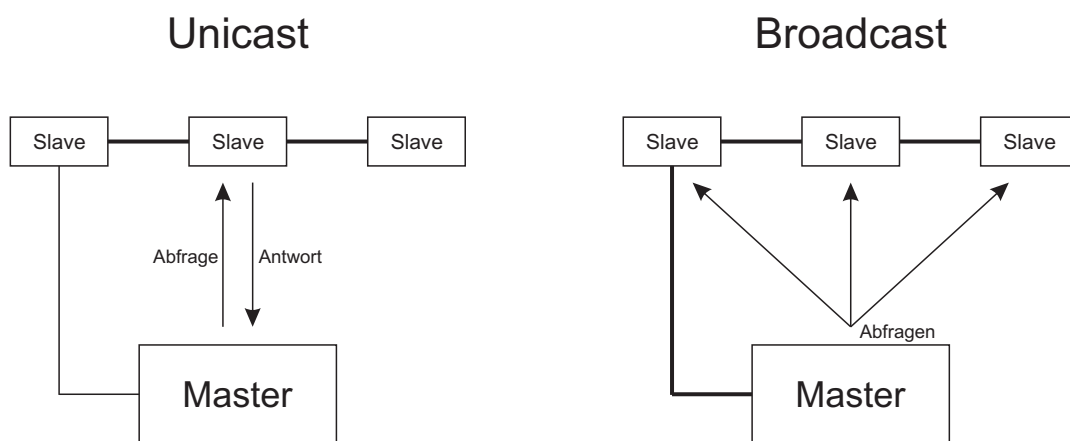 Unicast
Broadcast
Slave
Slave
Slave
Slave
Slave
Slave
Abfrage
Antwort
Abfragen
Master
Master